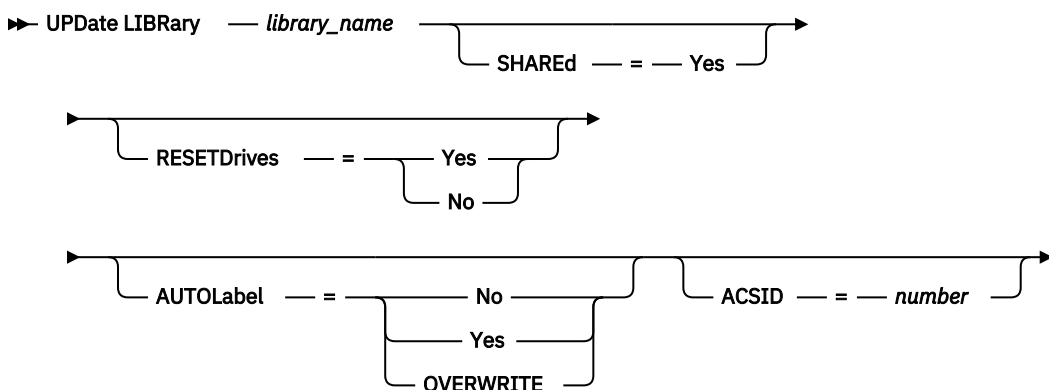 UPDate LIBRary library_name
SHAREd = Yes
RESETDrives = Yes
No
AUTOLabel = No
Yes
OVERWRITE
ACSID = number